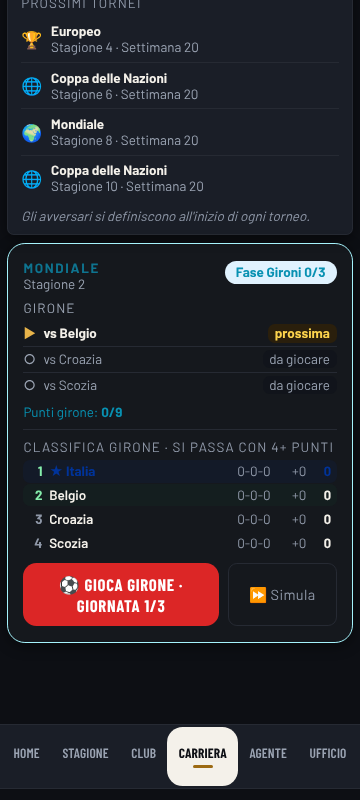 PROSSIMI TORNEI
Europeo
Stagione 4 · Settimana 20
Coppa delle Nazioni
Stagione 6 · Settimana 20
Mondiale
Stagione 8 · Settimana 20
Coppa delle Nazioni
Stagione 10 · Settimana 20
Gli avversari si definiscono all'inizio di ogni torneo.
MONDIALE
Stagione 2
Fase Gironi 0/3
GIRONE
vs Belgio prossima
vs Croazia da giocare
vs Scozia da giocare
Punti girone: 0/9
CLASSIFICA GIRONE · SI PASSA CON 4+ PUNTI
1 ★ Italia 0-0-0 +0 0
2 Belgio 0-0-0 +0 0
3 Croazia 0-0-0 +0 0
4 Scozia 0-0-0 +0 0
GIOCA GIRONE ·
GIORNATA 1/3
Simula
HOME STAGIONE CLUB CARRIERA AGENTE UFFICIO